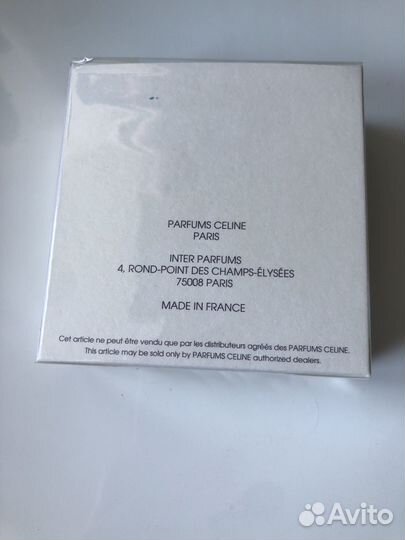 PARFUMS CELINE
PARIS
INTER PARFUMS
4, ROND-POINT DES CHAMPS-ÉLYSÉES
75008 PARIS
MADE IN FRANCE
Cet article ne peut être vendu que par les distributeurs agréés des PARFUMS CELINE.
This article may be sold only by PARFUMS CELINE authorized dealers.
Avito